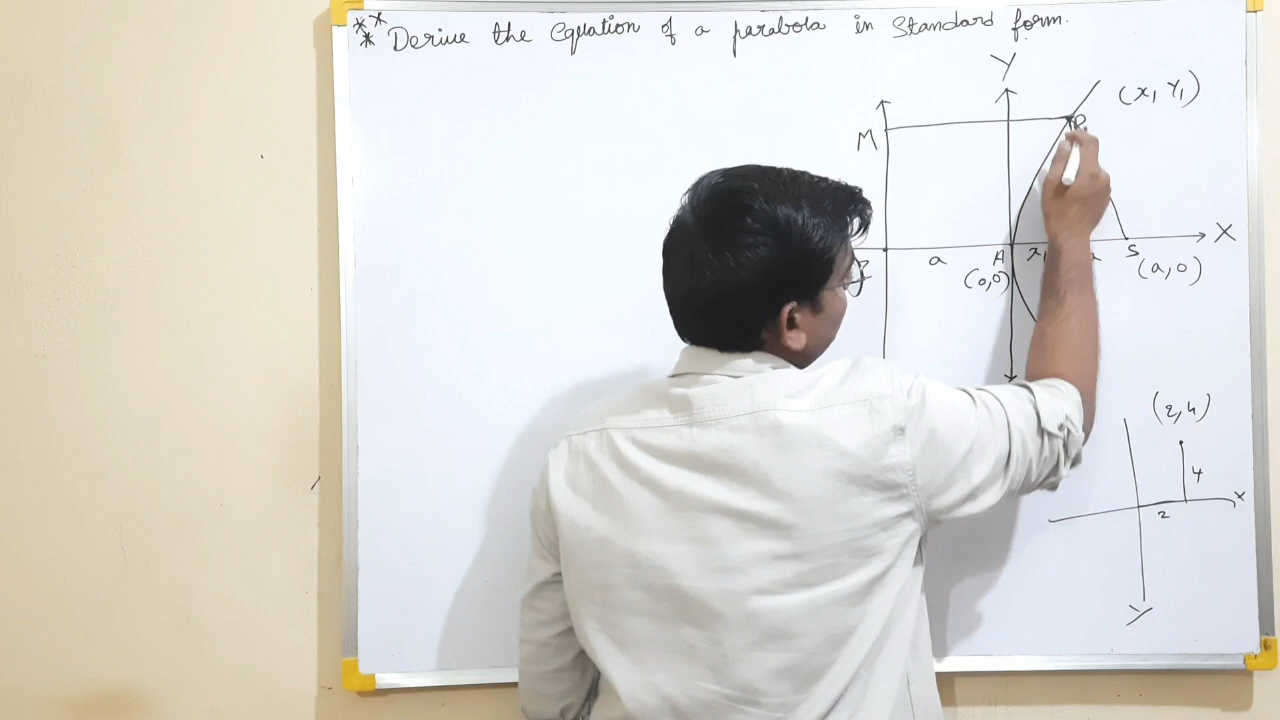 *** Derive the equation of a parabola in Standard form.
Y
(x1 Y1)
M
P
X
Z
a
A
x1
a
S
(0,0)
(a,0)
(2,4)
4
2
x
Y